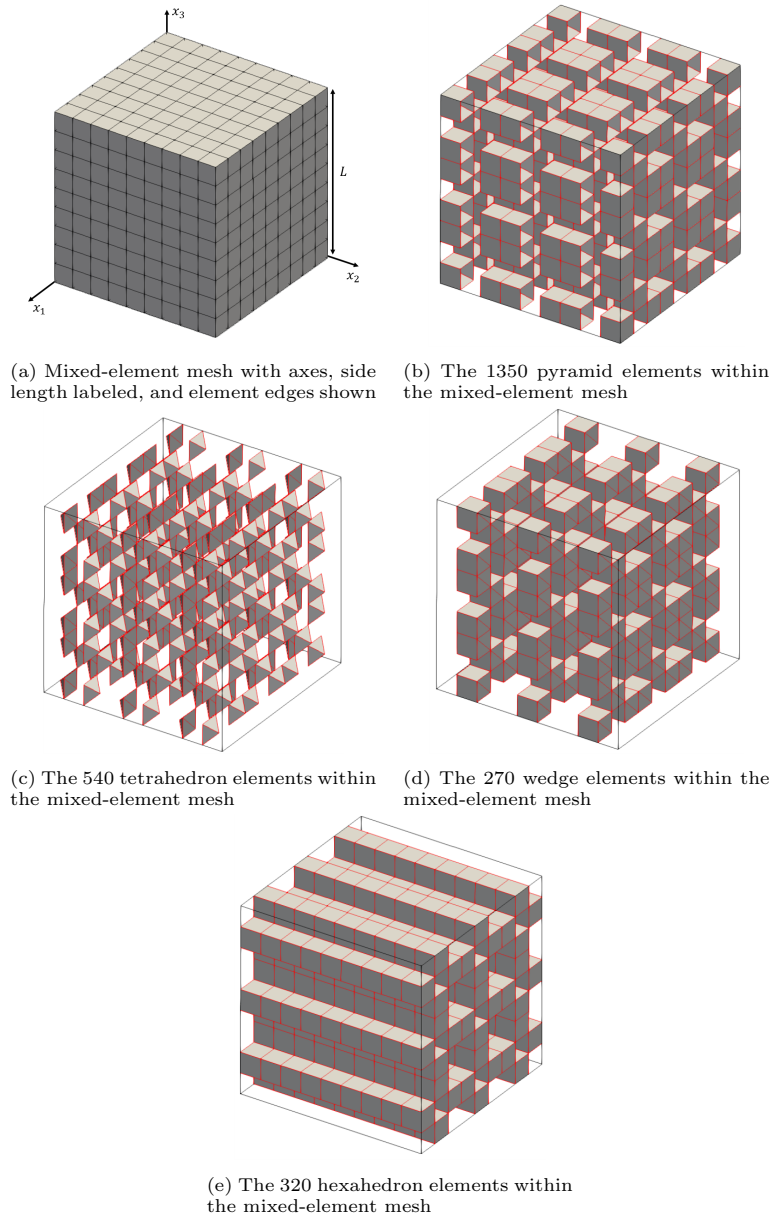 x₃
L
x₂
x₁
(a) Mixed-element mesh with axes, side
length labeled, and element edges shown
(b) The 1350 pyramid elements within
the mixed-element mesh
(c) The 540 tetrahedron elements within
the mixed-element mesh
(d) The 270 wedge elements within the
mixed-element mesh
(e) The 320 hexahedron elements within
the mixed-element mesh